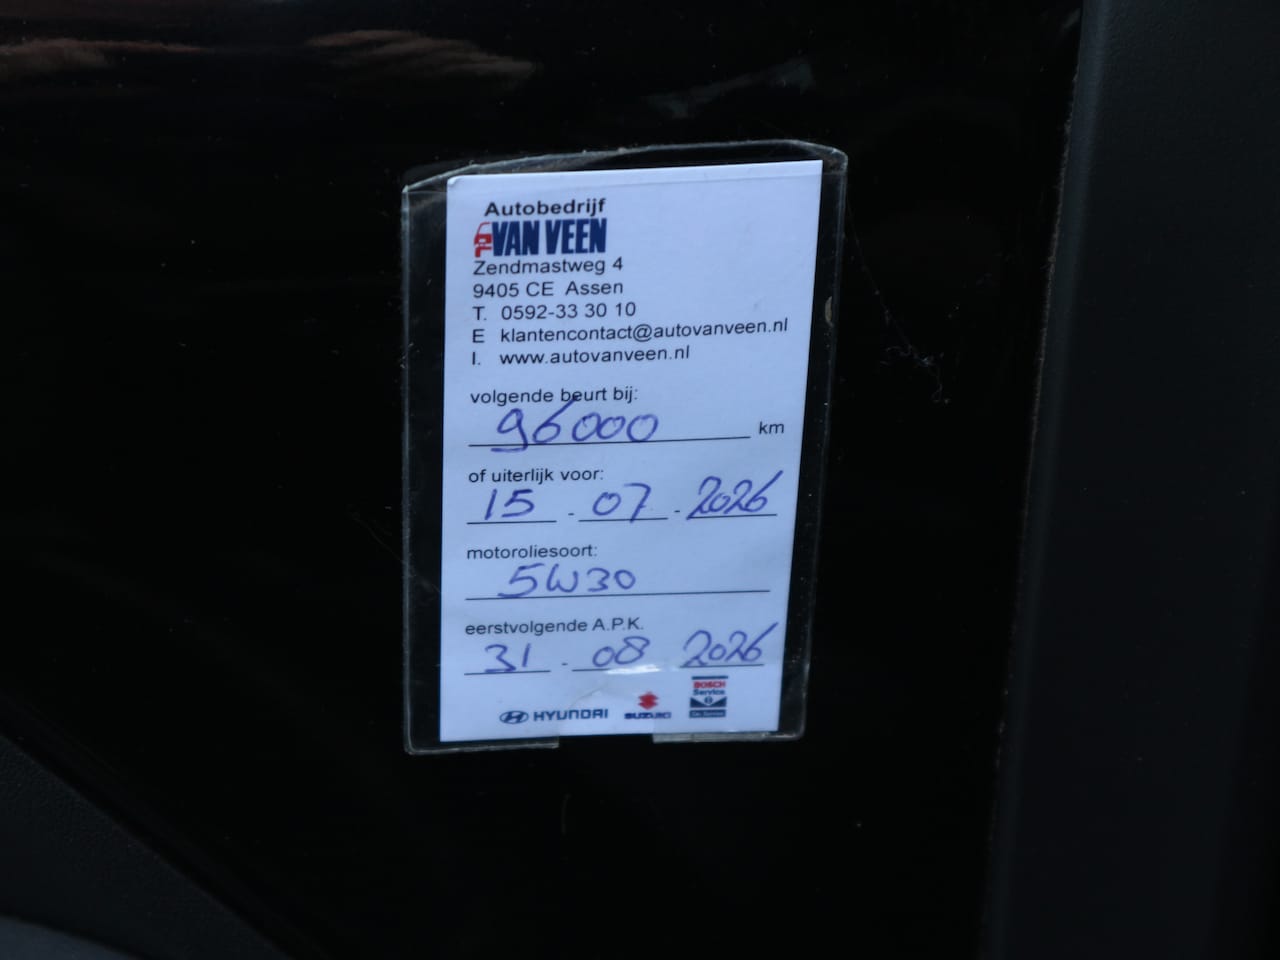 Autobedrijf
VAN VEEN
Zendmastweg 4
9405 CE Assen
T. 0592-33 30 10
E klantencontact@autovanveen.nl
I. www.autovanveen.nl
volgende beurt bij:
96000 km
of uiterlijk voor:
15 - 07 - 2026
motoroliesoort:
5W30
eerstvolgende A.P.K.
31 - 08 2026
BOSCH
Service
HYUNDAI SUZUKI Car Service